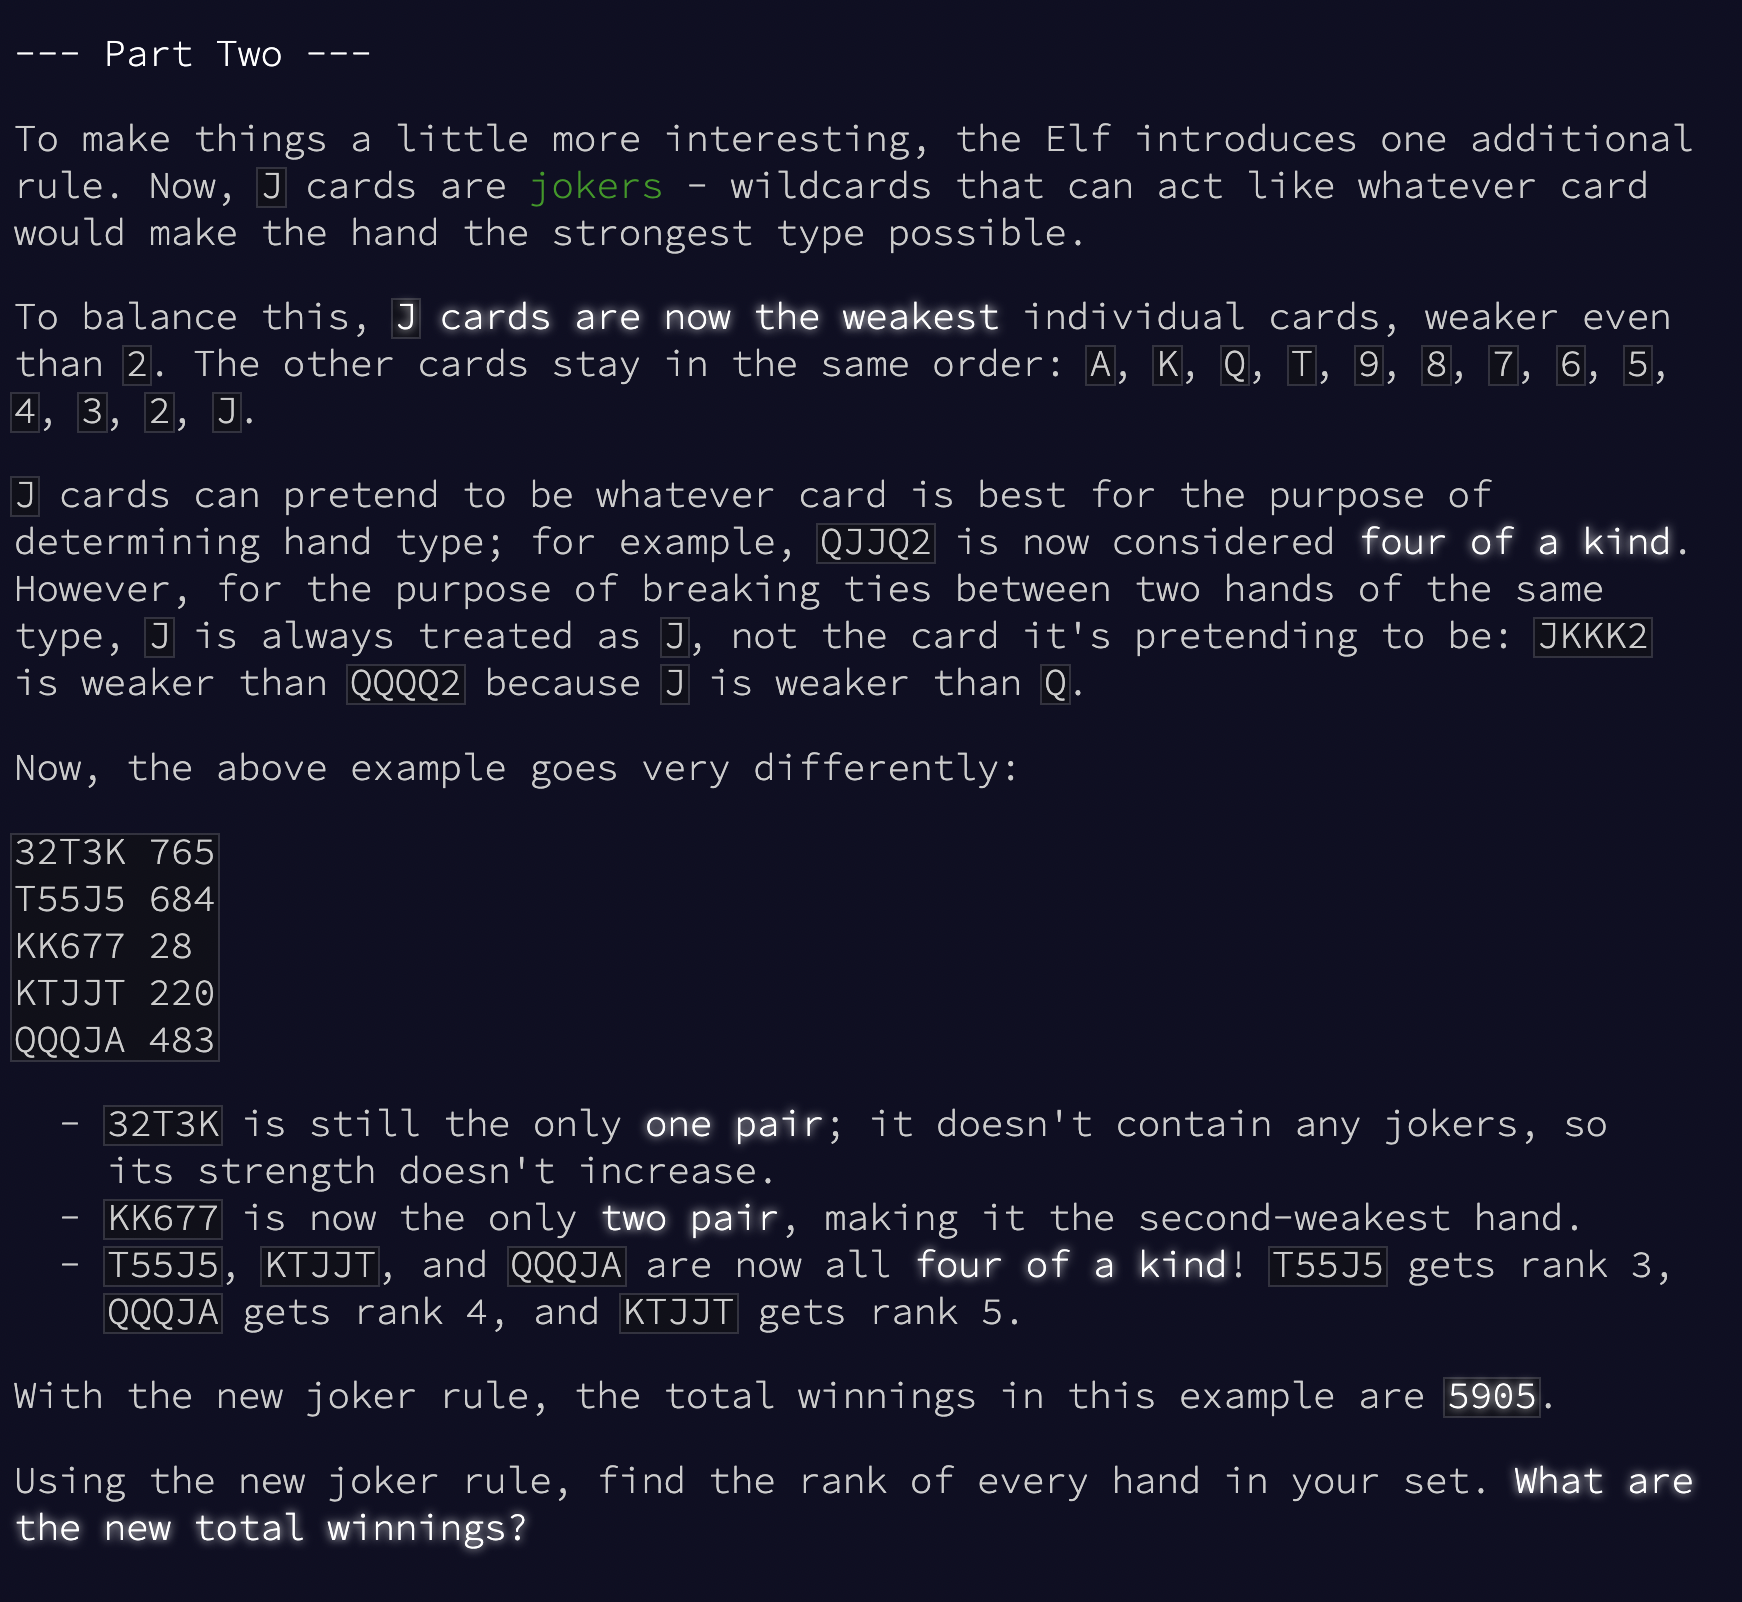 --- Part Two ---
To make things a little more interesting, the Elf introduces one additional
rule. Now, J cards are jokers - wildcards that can act like whatever card
would make the hand the strongest type possible.
To balance this, J cards are now the weakest individual cards, weaker even
than 2. The other cards stay in the same order: A, K, Q, T, 9, 8, 7, 6, 5,
4, 3, 2, J.
J cards can pretend to be whatever card is best for the purpose of
determining hand type; for example, QJJQ2 is now considered four of a kind.
However, for the purpose of breaking ties between two hands of the same
type, J is always treated as J, not the card it's pretending to be: JKKK2
is weaker than QQQQ2 because J is weaker than Q.
Now, the above example goes very differently:
32T3K 765
T55J5 684
KK677 28
KTJJT 220
QQQJA 483
- 32T3K is still the only one pair; it doesn't contain any jokers, so
its strength doesn't increase.
- KK677 is now the only two pair, making it the second-weakest hand.
- T55J5, KTJJT, and QQQJA are now all four of a kind! T55J5 gets rank 3,
QQQJA gets rank 4, and KTJJT gets rank 5.
With the new joker rule, the total winnings in this example are 5905.
Using the new joker rule, find the rank of every hand in your set. What are
the new total winnings?